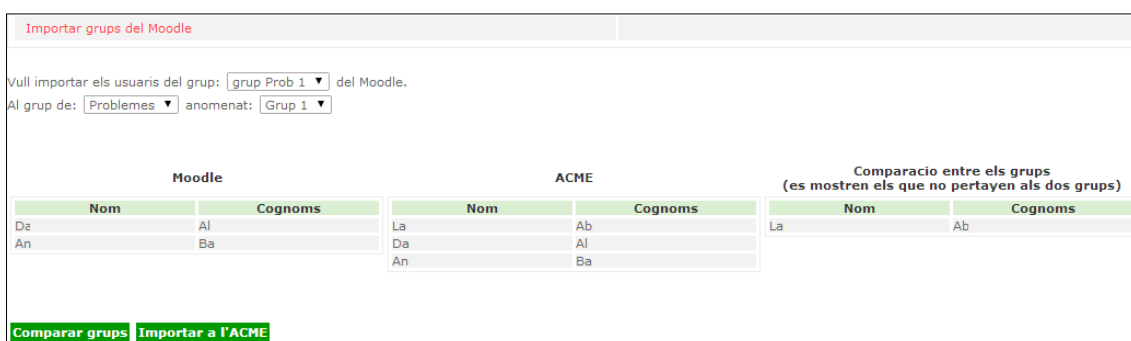 Importar grups del Moodle
Vull importar els usuaris del grup: grup Prob 1 ▼ del Moodle.
Al grup de: Problemes ▼ anomenat: Grup 1 ▼
Moodle
Nom Cognoms
Da Al
An Ba
ACME
Nom Cognoms
La Ab
Da Al
An Ba
Comparacio entre els grups
(es mostren els que no pertayen als dos grups)
Nom Cognoms
La Ab
Comparar grups Importar a l'ACME